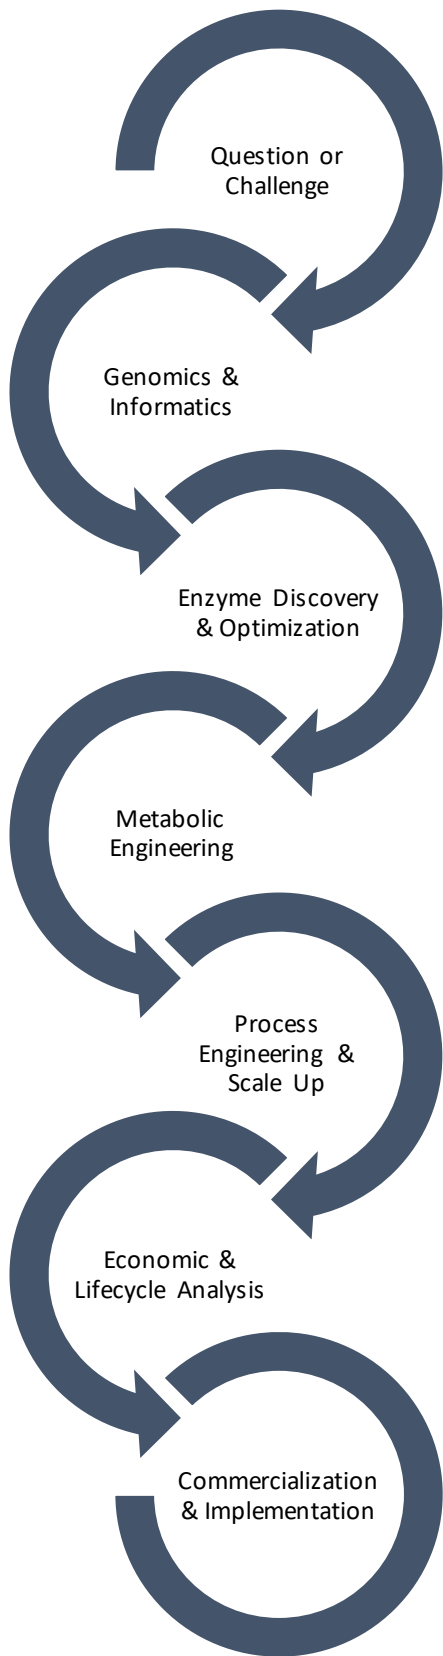 Question or
Challenge
Genomics &
Informatics
Enzyme Discovery
& Optimization
Metabolic
Engineering
Process
Engineering &
Scale Up
Economic &
Lifecycle Analysis
Commercialization
& Implementation